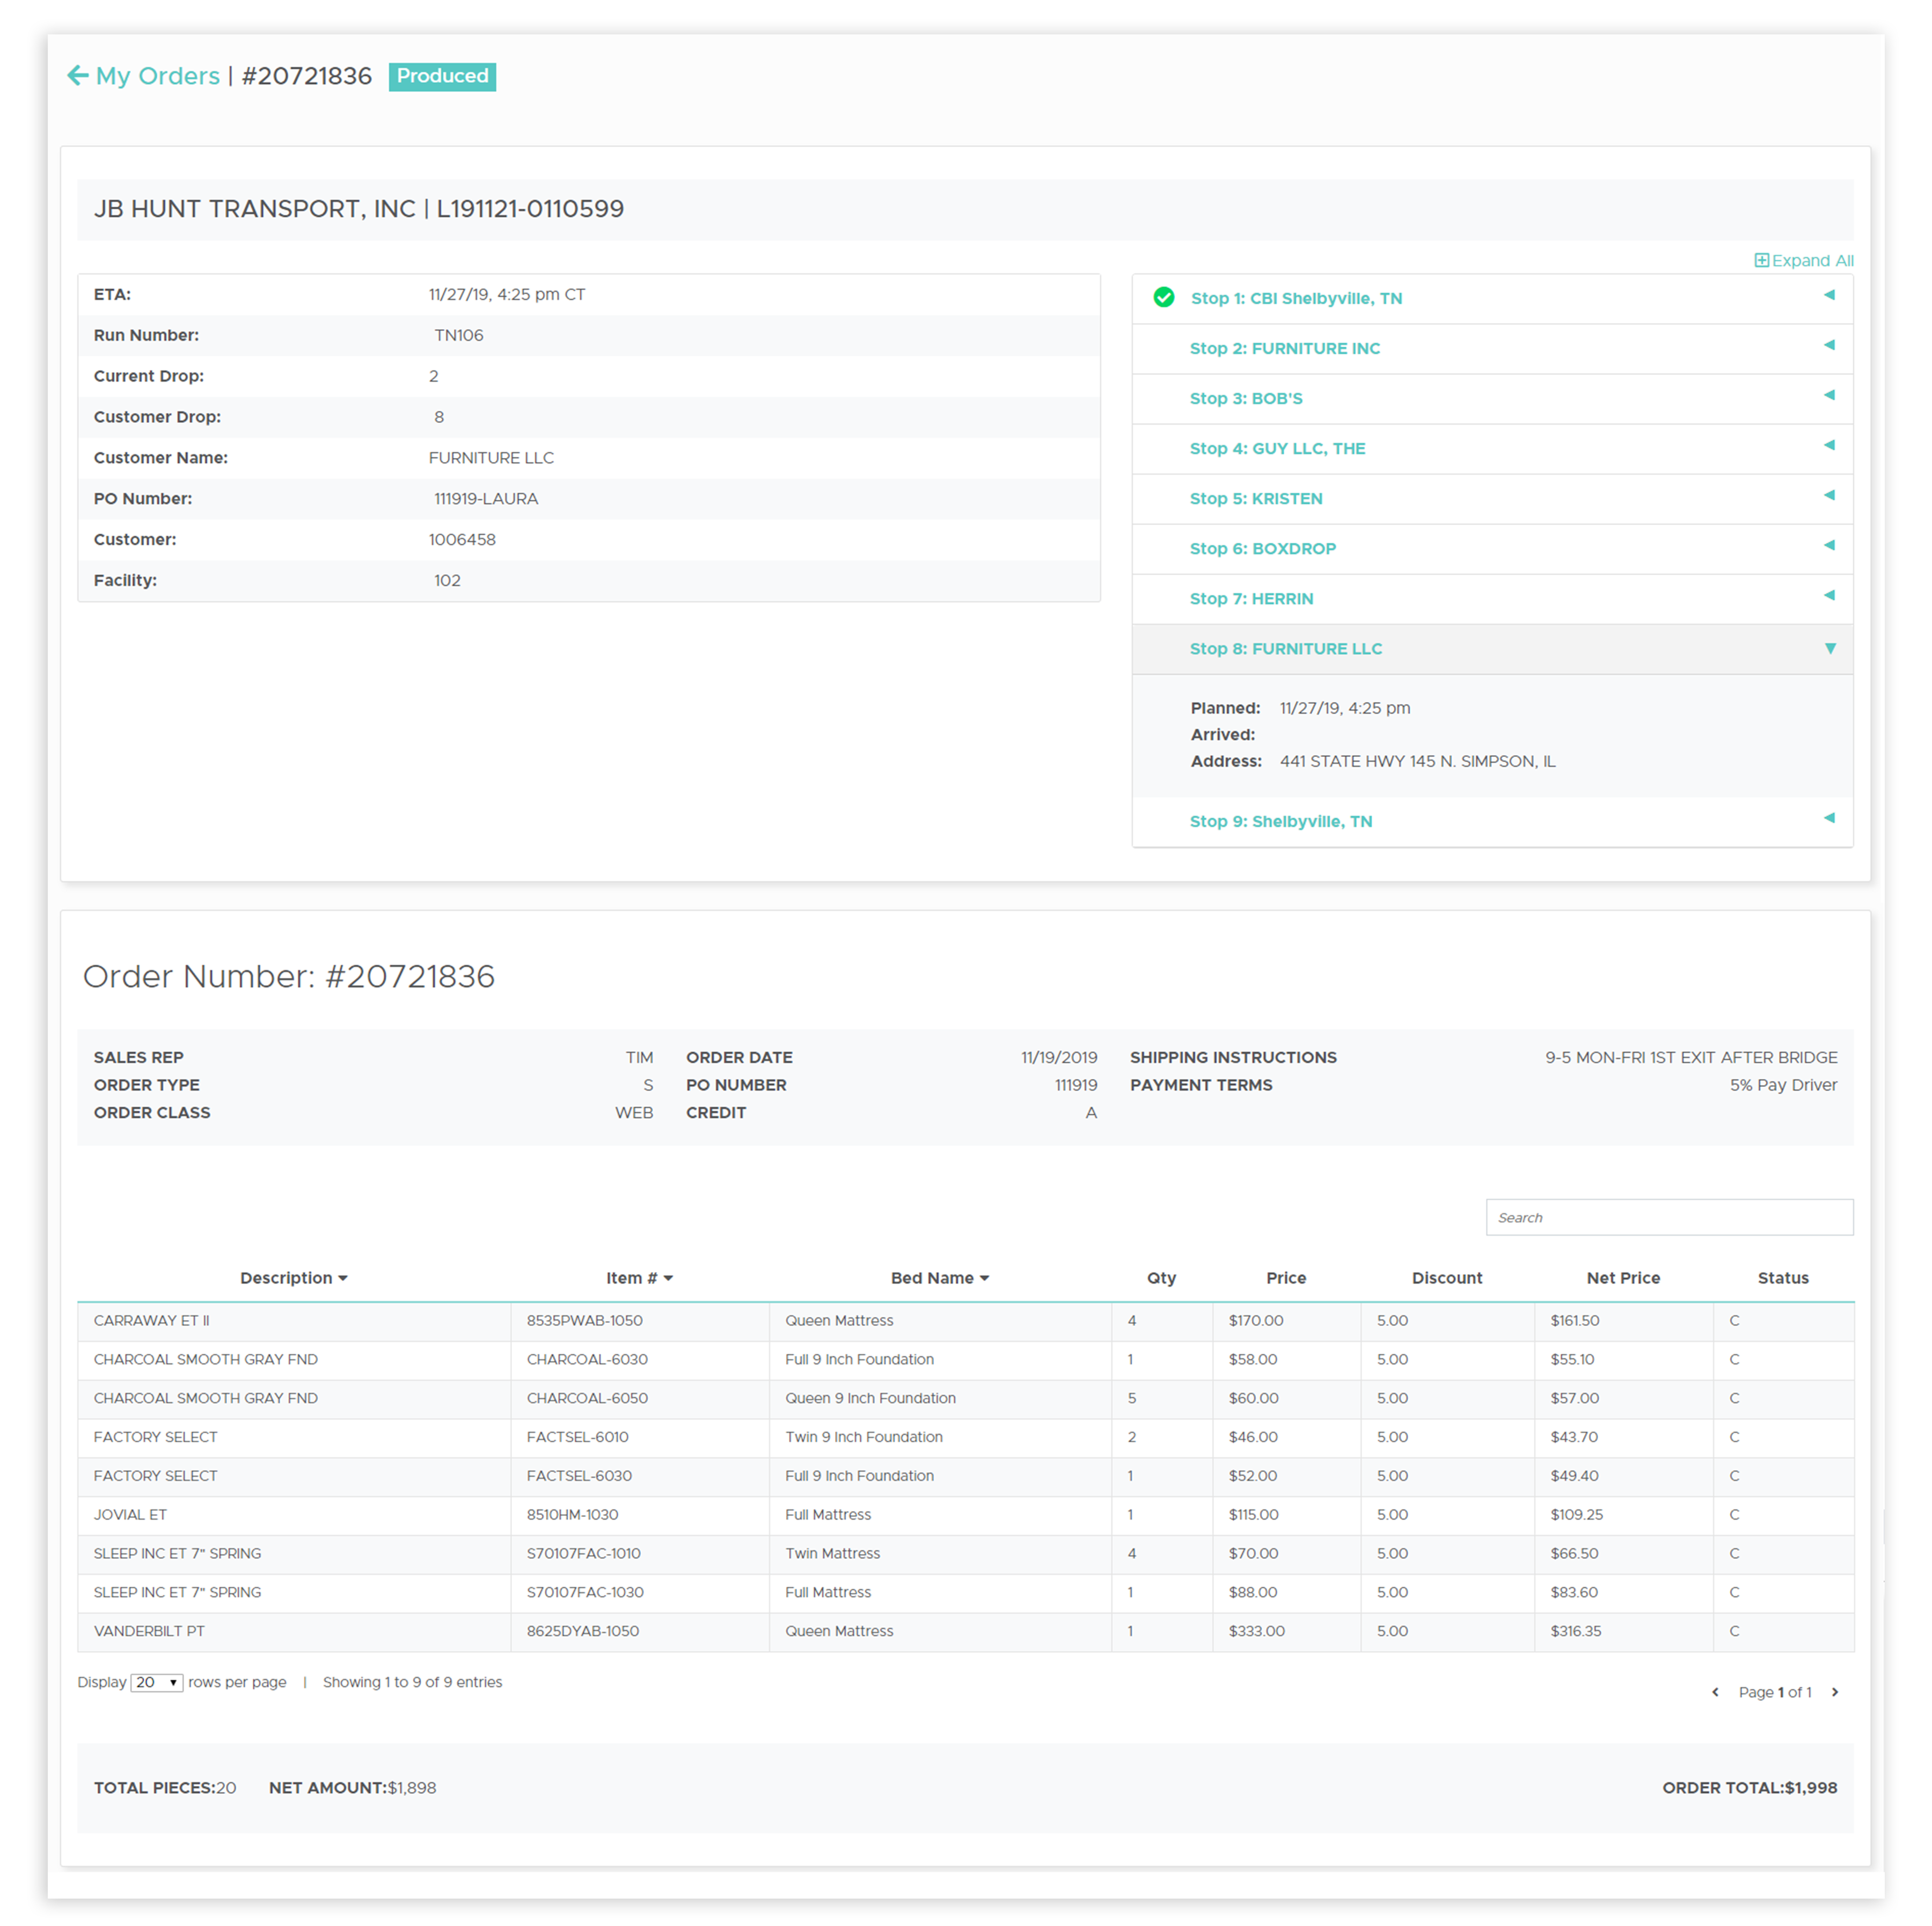 My Orders | #20721836 Produced
JB HUNT TRANSPORT, INC | L191121-0110599
Expand All
ETA: 11/27/19, 4:25 pm CT
Run Number: TN106
Current Drop: 2
Customer Drop: 8
Customer Name: FURNITURE LLC
PO Number: 111919-LAURA
Customer: 1006458
Facility: 102
Stop 1: CBI Shelbyville, TN
Stop 2: FURNITURE INC
Stop 3: BOB'S
Stop 4: GUY LLC, THE
Stop 5: KRISTEN
Stop 6: BOXDROP
Stop 7: HERRIN
Stop 8: FURNITURE LLC
Planned: 11/27/19, 4:25 pm
Arrived:
Address: 441 STATE HWY 145 N. SIMPSON, IL
Stop 9: Shelbyville, TN
Order Number: #20721836
SALES REP TIM ORDER DATE 11/19/2019 SHIPPING INSTRUCTIONS 9-5 MON-FRI 1ST EXIT AFTER BRIDGE
ORDER TYPE S PO NUMBER 111919 PAYMENT TERMS 5% Pay Driver
ORDER CLASS WEB CREDIT A
Search
Description Item # Bed Name Qty Price Discount Net Price Status
CARRAWAY ET II 8535PWAB-1050 Queen Mattress 4 $170.00 5.00 $161.50 C
CHARCOAL SMOOTH GRAY FND CHARCOAL-6030 Full 9 Inch Foundation 1 $58.00 5.00 $55.10 C
CHARCOAL SMOOTH GRAY FND CHARCOAL-6050 Queen 9 Inch Foundation 5 $60.00 5.00 $57.00 C
FACTORY SELECT FACTSEL-6010 Twin 9 Inch Foundation 2 $46.00 5.00 $43.70 C
FACTORY SELECT FACTSEL-6030 Full 9 Inch Foundation 1 $52.00 5.00 $49.40 C
JOVIAL ET 8510HM-1030 Full Mattress 1 $115.00 5.00 $109.25 C
SLEEP INC ET 7" SPRING S70107FAC-1010 Twin Mattress 4 $70.00 5.00 $66.50 C
SLEEP INC ET 7" SPRING S70107FAC-1030 Full Mattress 1 $88.00 5.00 $83.60 C
VANDERBILT PT 8625DYAB-1050 Queen Mattress 1 $333.00 5.00 $316.35 C
Display 20 rows per page | Showing 1 to 9 of 9 entries
Page 1 of 1
TOTAL PIECES:20 NET AMOUNT:$1,898 ORDER TOTAL:$1,998